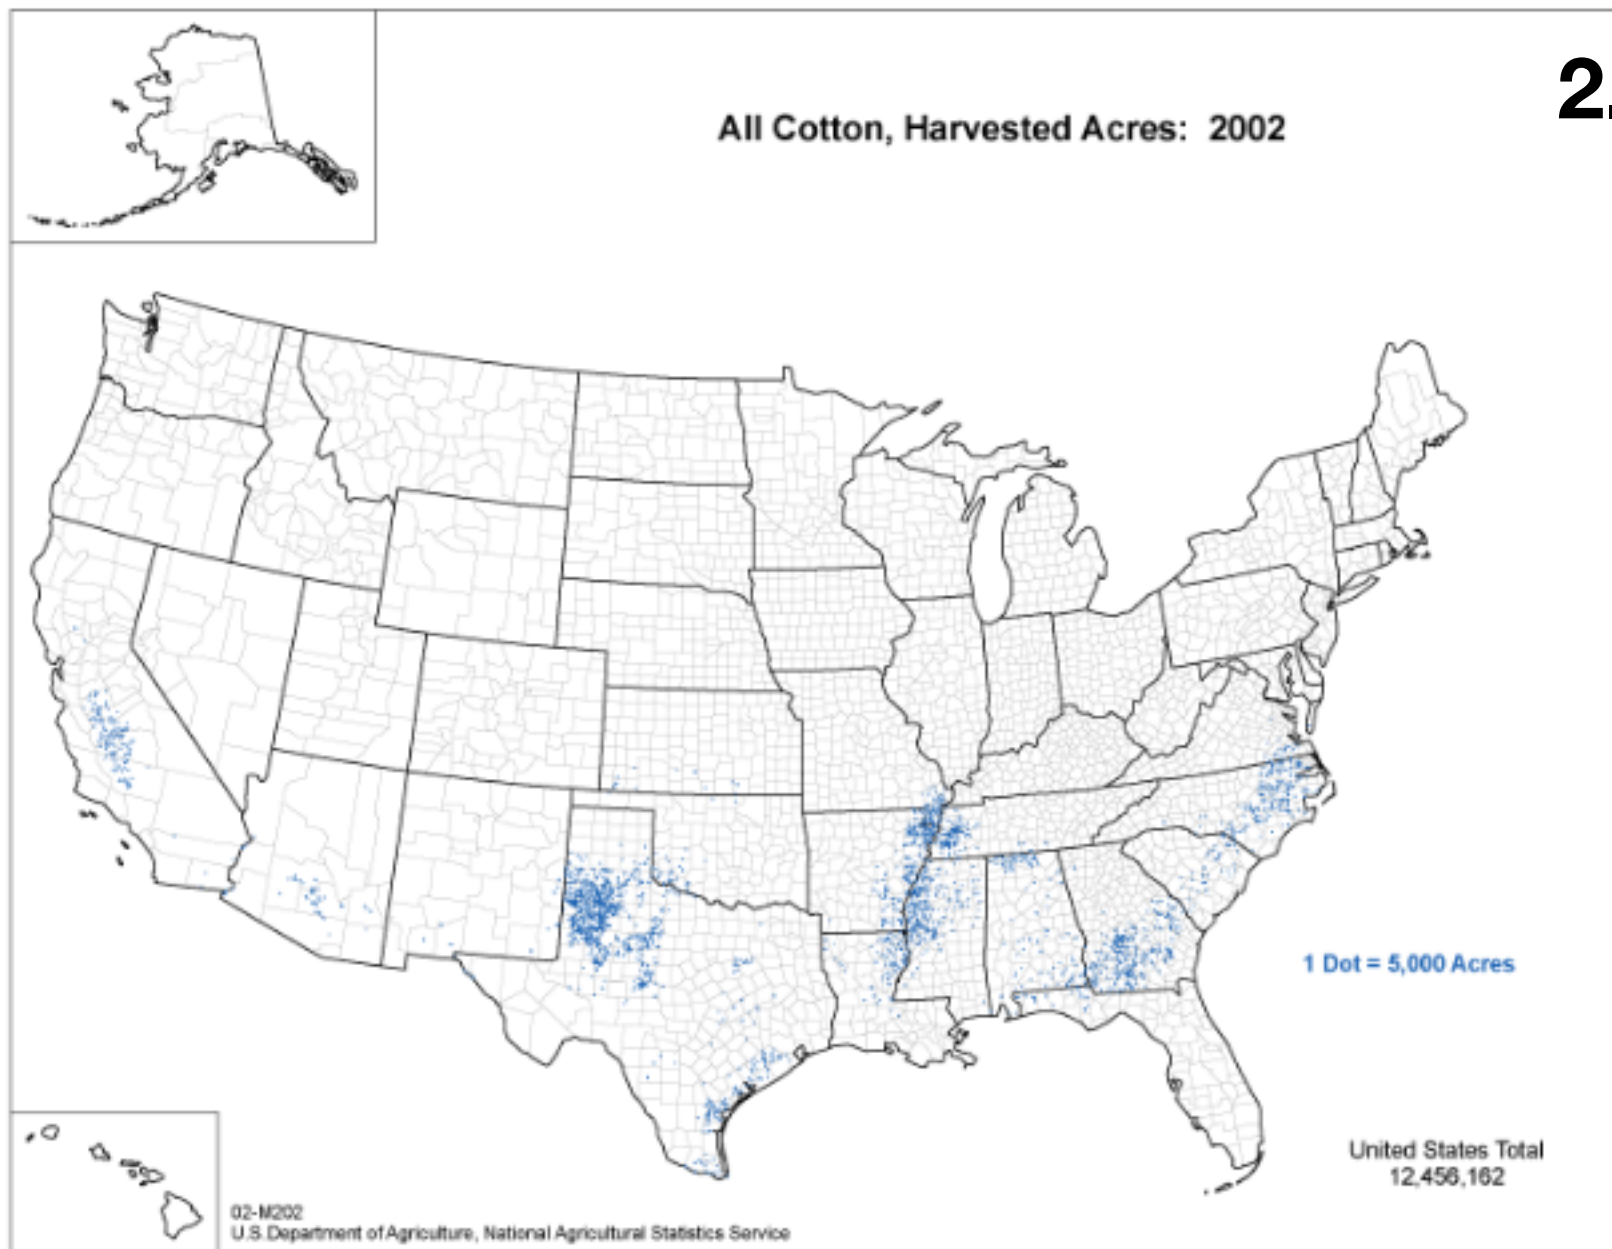 2.
All Cotton, Harvested Acres: 2002
1 Dot = 5,000 Acres
United States Total
12,456,162
02-M202
U.S.Department of Agriculture, National Agricultural Statistics Service